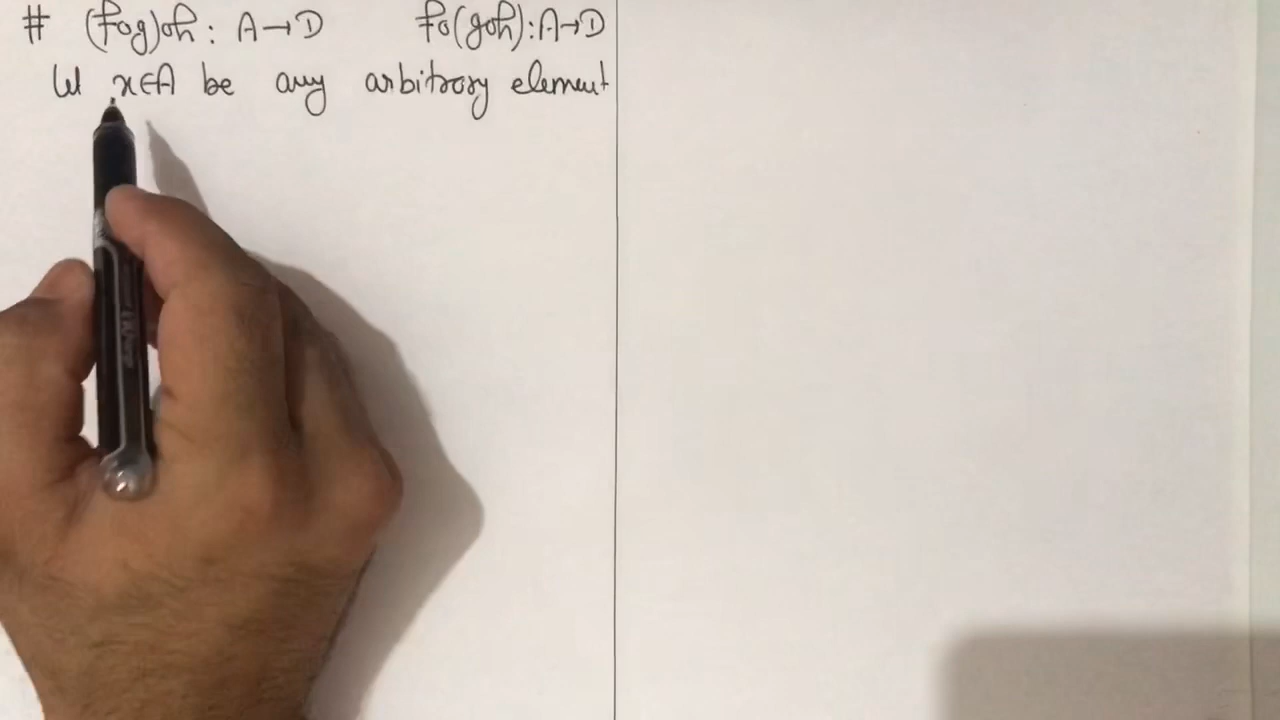 # (fog)oh : A→D fo(goh) : A→D
Let x∈A be any arbitrary element